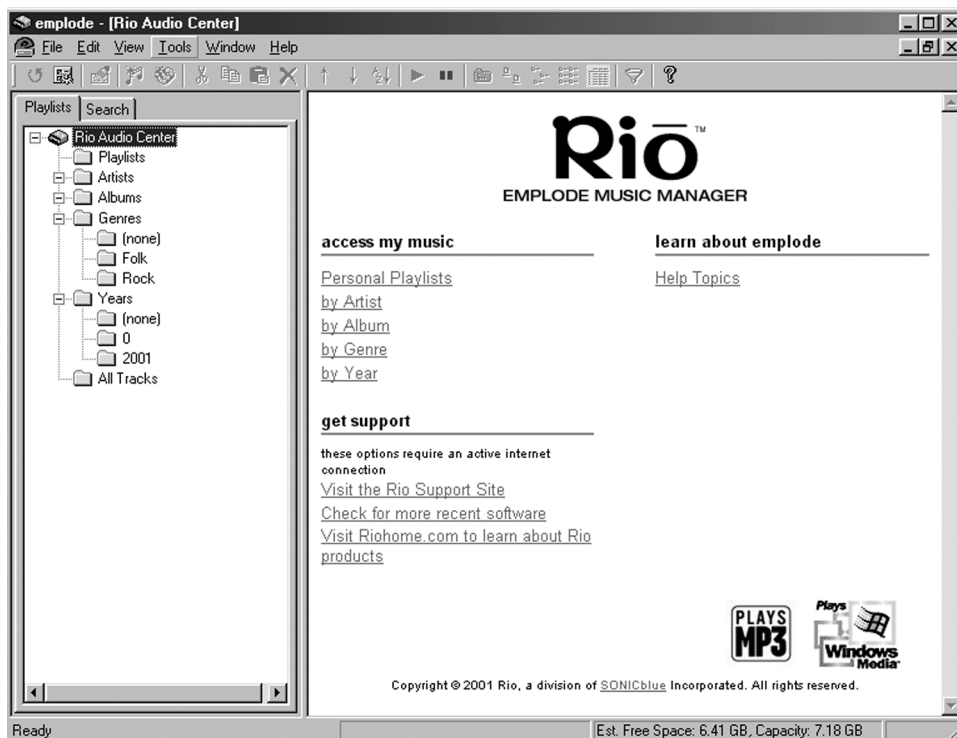 emplode - [Rio Audio Center]
File Edit View Tools Window Help
Playlists Search
Rio Audio Center
Playlists
Artists
Albums
Genres
(none)
Folk
Rock
Years
(none)
0
2001
All Tracks
Rio™
EMPLODE MUSIC MANAGER
access my music
Personal Playlists
by Artist
by Album
by Genre
by Year
learn about emplode
Help Topics
get support
these options require an active internet
connection
Visit the Rio Support Site
Check for more recent software
Visit Riohome.com to learn about Rio
products
PLAYS
MP3
Plays
Windows
Media
Copyright © 2001 Rio, a division of SONICblue Incorporated. All rights reserved.
Ready
Est. Free Space: 6.41 GB, Capacity: 7.18 GB